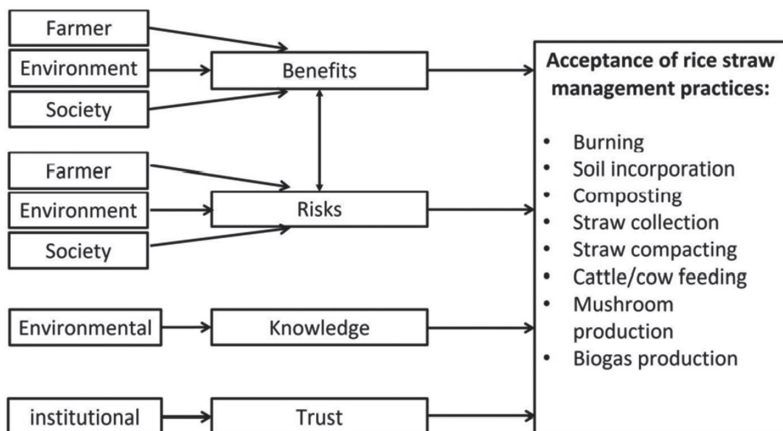 Farmer
Environment
Society
Benefits
Farmer
Environment
Society
Risks
Environmental
Knowledge
institutional
Trust
Acceptance of rice straw
management practices:
• Burning
• Soil incorporation
• Composting
• Straw collection
• Straw compacting
• Cattle/cow feeding
• Mushroom
production
• Biogas production